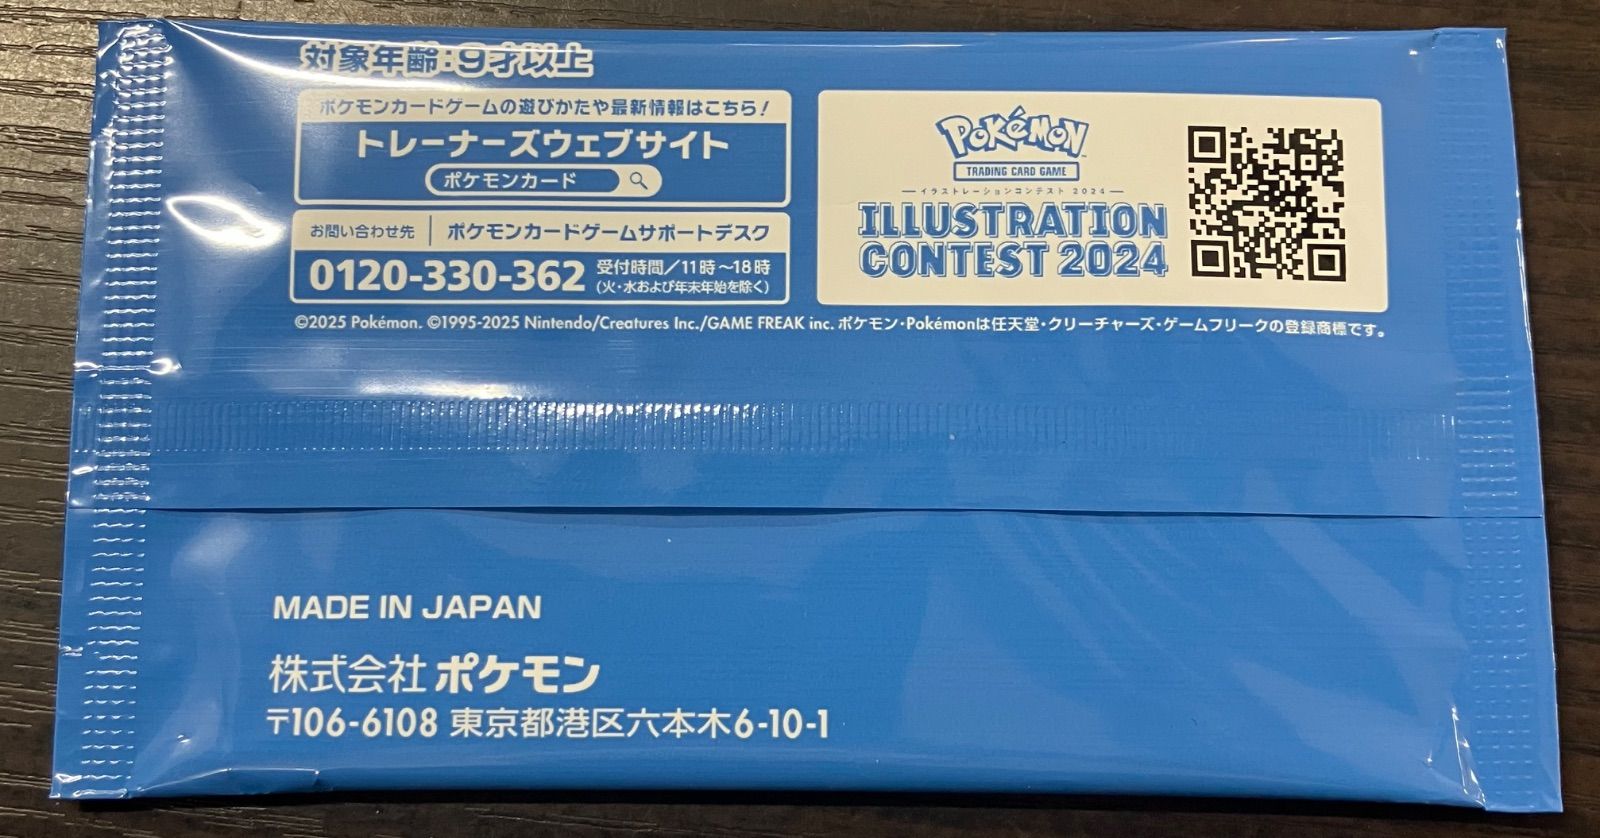 対象年齢：9才以上
ポケモンカードゲームの遊びかたや最新情報はこちら！
トレーナーズウェブサイト
ポケモンカード
お問い合わせ先 ポケモンカードゲームサポートデスク
0120-330-362 受付時間／11時～18時
(火・水および年末年始を除く)
Pokémon
TRADING CARD GAME
イラストレーションコンテスト 2024
ILLUSTRATION
CONTEST 2024
©2025 Pokémon. ©1995-2025 Nintendo/Creatures Inc./GAME FREAK inc. ポケモン・Pokémonは任天堂・クリーチャーズ・ゲームフリークの登録商標です。
MADE IN JAPAN
株式会社 ポケモン
〒106-6108 東京都港区六本木6-10-1